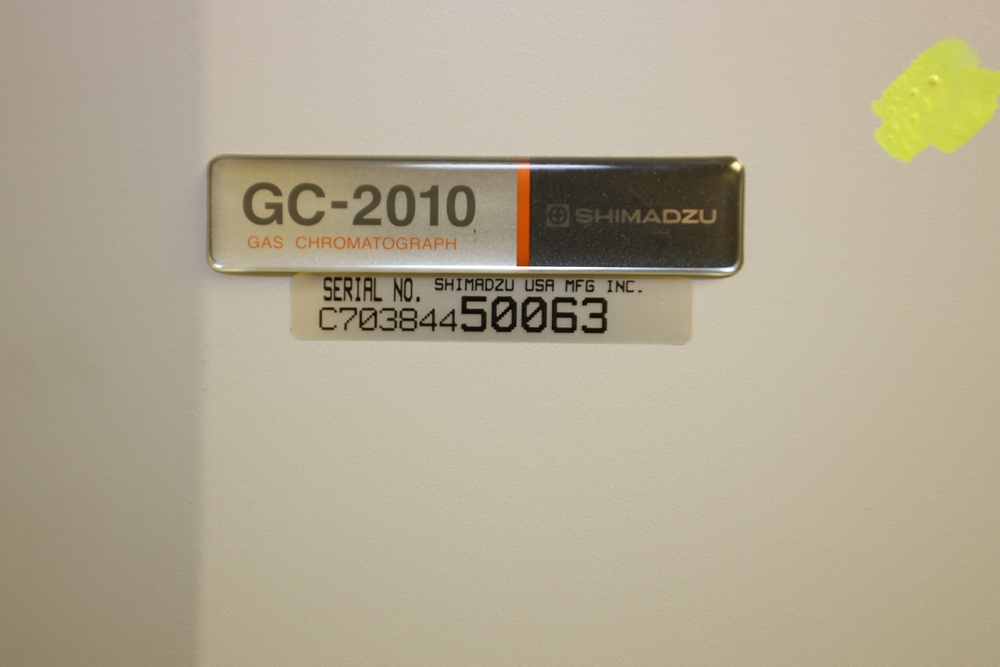 GC-2010
GAS CHROMATOGRAPH
SHIMADZU
SERIAL NO. SHIMADZU USA MFG INC.
C70384450063